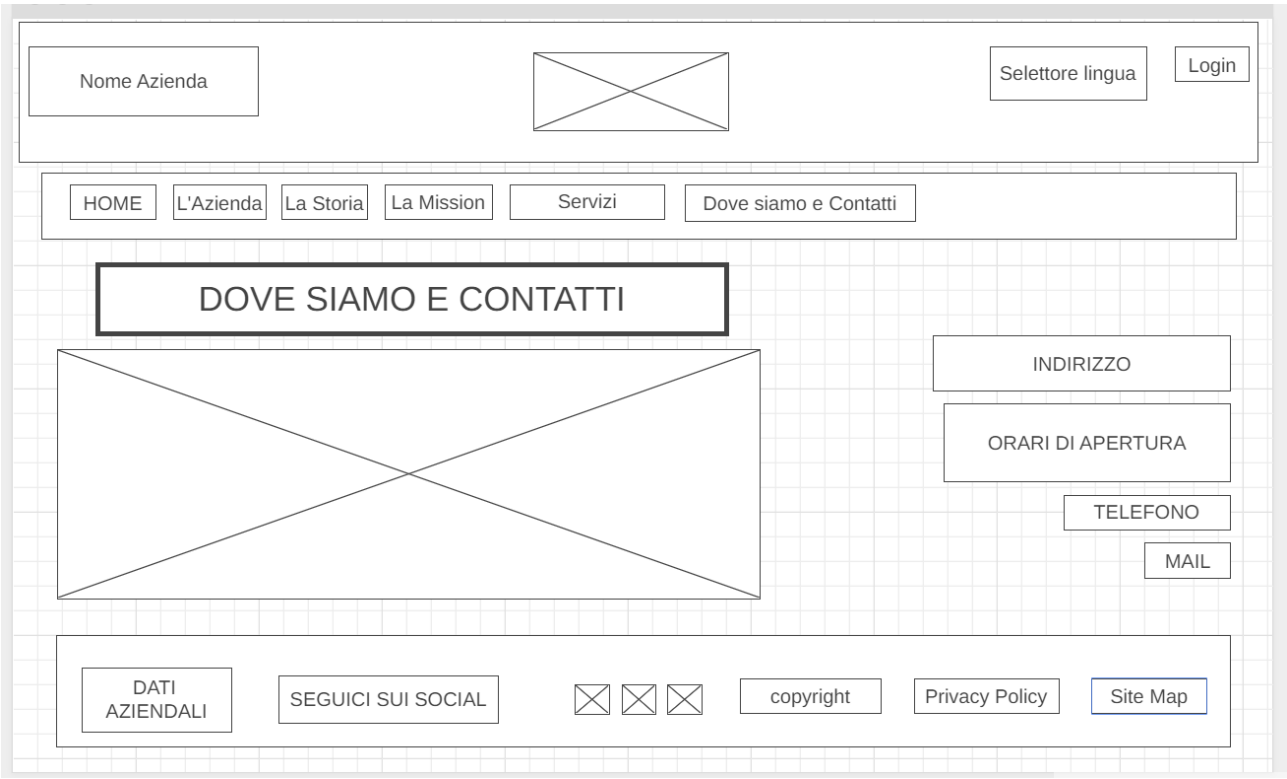 Nome Azienda
Selettore lingua
Login
HOME
L'Azienda
La Storia
La Mission
Servizi
Dove siamo e Contatti
DOVE SIAMO E CONTATTI
INDIRIZZO
ORARI DI APERTURA
TELEFONO
MAIL
DATI
AZIENDALI
SEGUICI SUI SOCIAL
copyright
Privacy Policy
Site Map